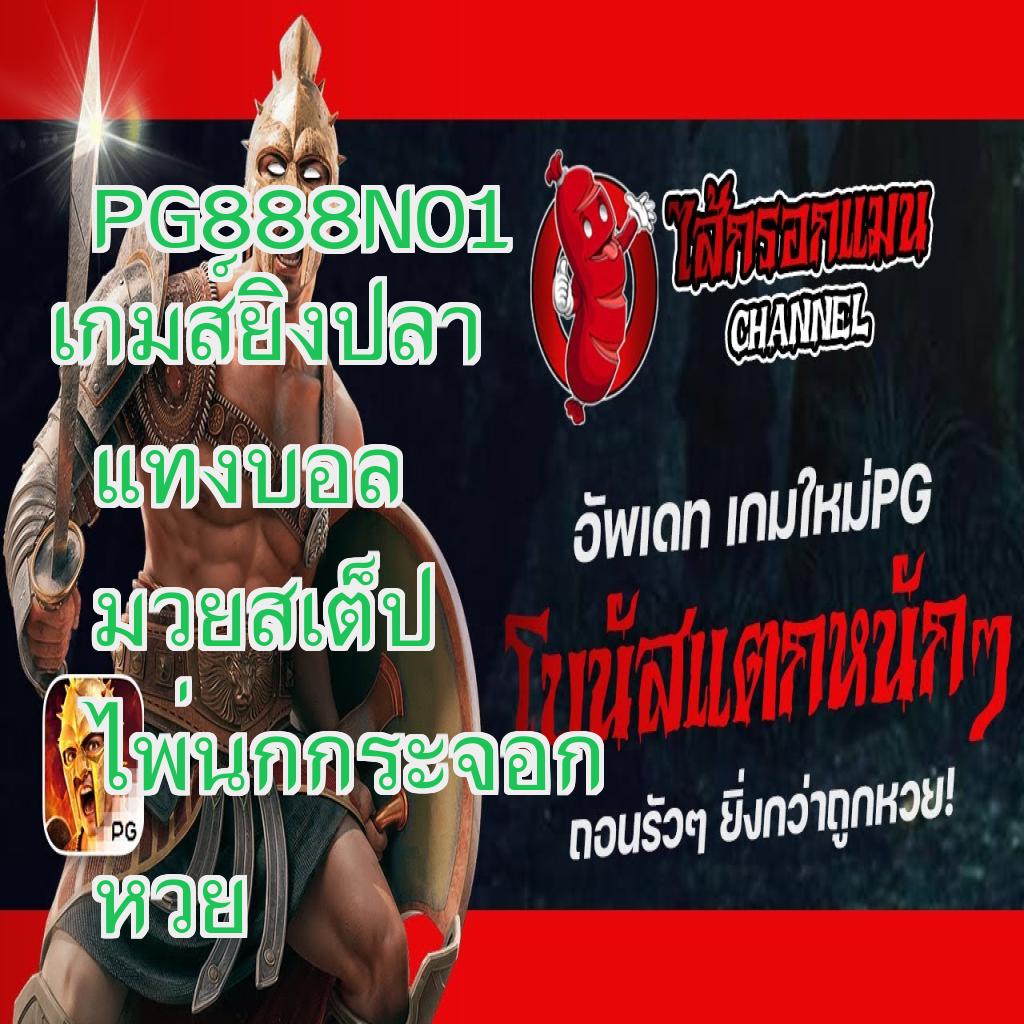 PG888NO1
เกมส์ยิงปลา
แทงบอล
มวยสเต็ป
ไพ่นกกระจอก
หวย
PG
ไส้กรอกแมน
CHANNEL
อัพเดท เกมใหม่PG
โบนัสแตกหนักๆ
ถอนรัวๆ ยิ่งกว่าถูกหวย!